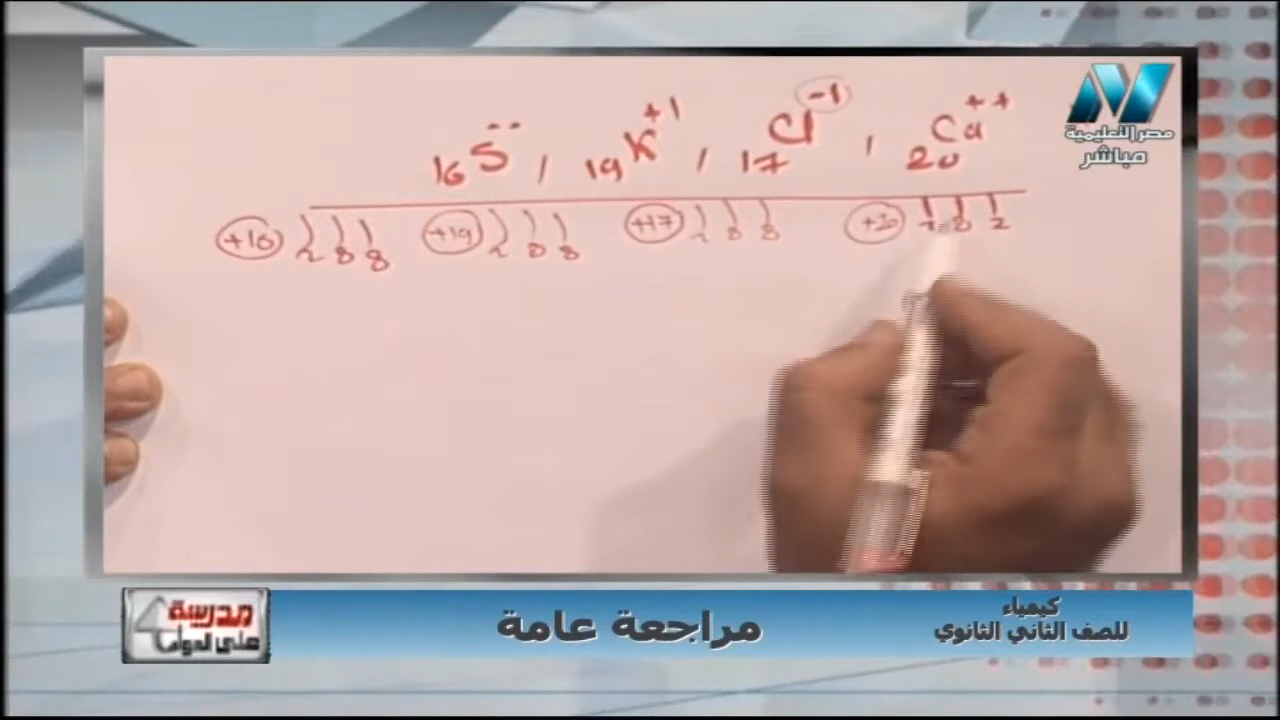 مصر التعليمية
مباشر
16S-- , 19K+1 , 17Cl-1 , 20Ca++
+16 2 8 8 +19 2 8 8 +17 2 8 8 +20 2 8 2
كيمياء
للصف الثاني الثانوي
مراجعة عامة
مدرسة
على الهواء